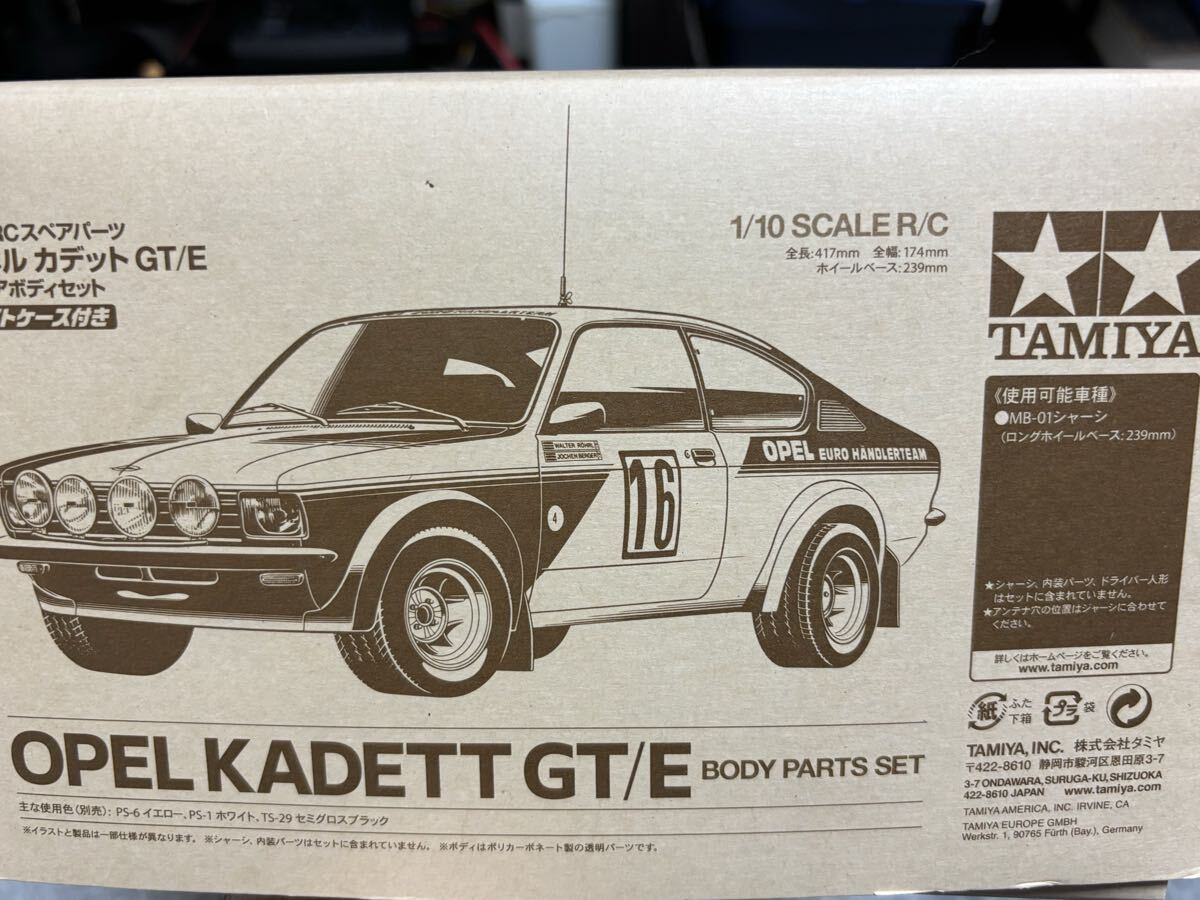 RCスペアパーツ
ル カデット GT/E
アボディセット
トケース付き
1/10 SCALE R/C
全長:417mm 全幅:174mm
ホイールベース:239mm
TAMIYA
《使用可能車種》
●MB-01シャーシ
(ロングホイールベース:239mm)
★シャーシ、内装パーツ、ドライバー人形
はセットに含まれていません。
★アンテナ穴の位置はシャーシに合わせて
ください。
詳しくはホームページをご覧ください。
www.tamiya.com
WALTER RÖHRL
JOCHEN BERGER
16
4
OPEL EURO HÄNDLERTEAM
紙 ふた
下箱
プラ 袋
OPEL KADETT GT/E BODY PARTS SET
主な使用色(別売): PS-6 イエロー、PS-1 ホワイト、TS-29 セミグロスブラック
※イラストと製品は一部仕様が異なります。 ※シャーシ、内装パーツはセットに含まれていません。 ※ボディはポリカーボネート製の透明パーツです。
TAMIYA, INC. 株式会社タミヤ
〒422-8610 静岡市駿河区恩田原3-7
3-7 ONDAWARA, SURUGA-KU, SHIZUOKA
422-8610 JAPAN www.tamiya.com
TAMIYA AMERICA, INC. IRVINE, CA
TAMIYA EUROPE GMBH
Werkstr. 1, 90765 Fürth (Bay.), Germany